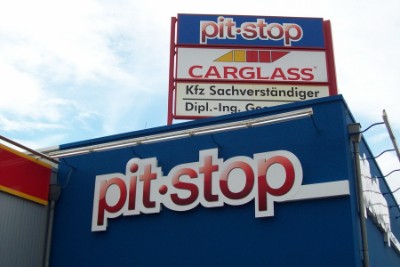 pit·stop
CARGLASS®
Kfz Sachverständiger
Dipl.-Ing.
pit·stop